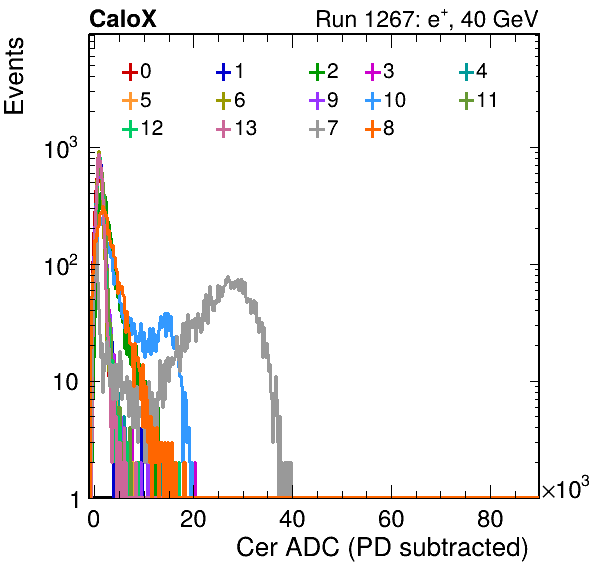 CaloX Run 1267: e⁺, 40 GeV
Events
0 1 2 3 4
5 6 9 10 11
12 13 7 8
10³
10²
10
1
0 20 40 60 80 ×10³
Cer ADC (PD subtracted)